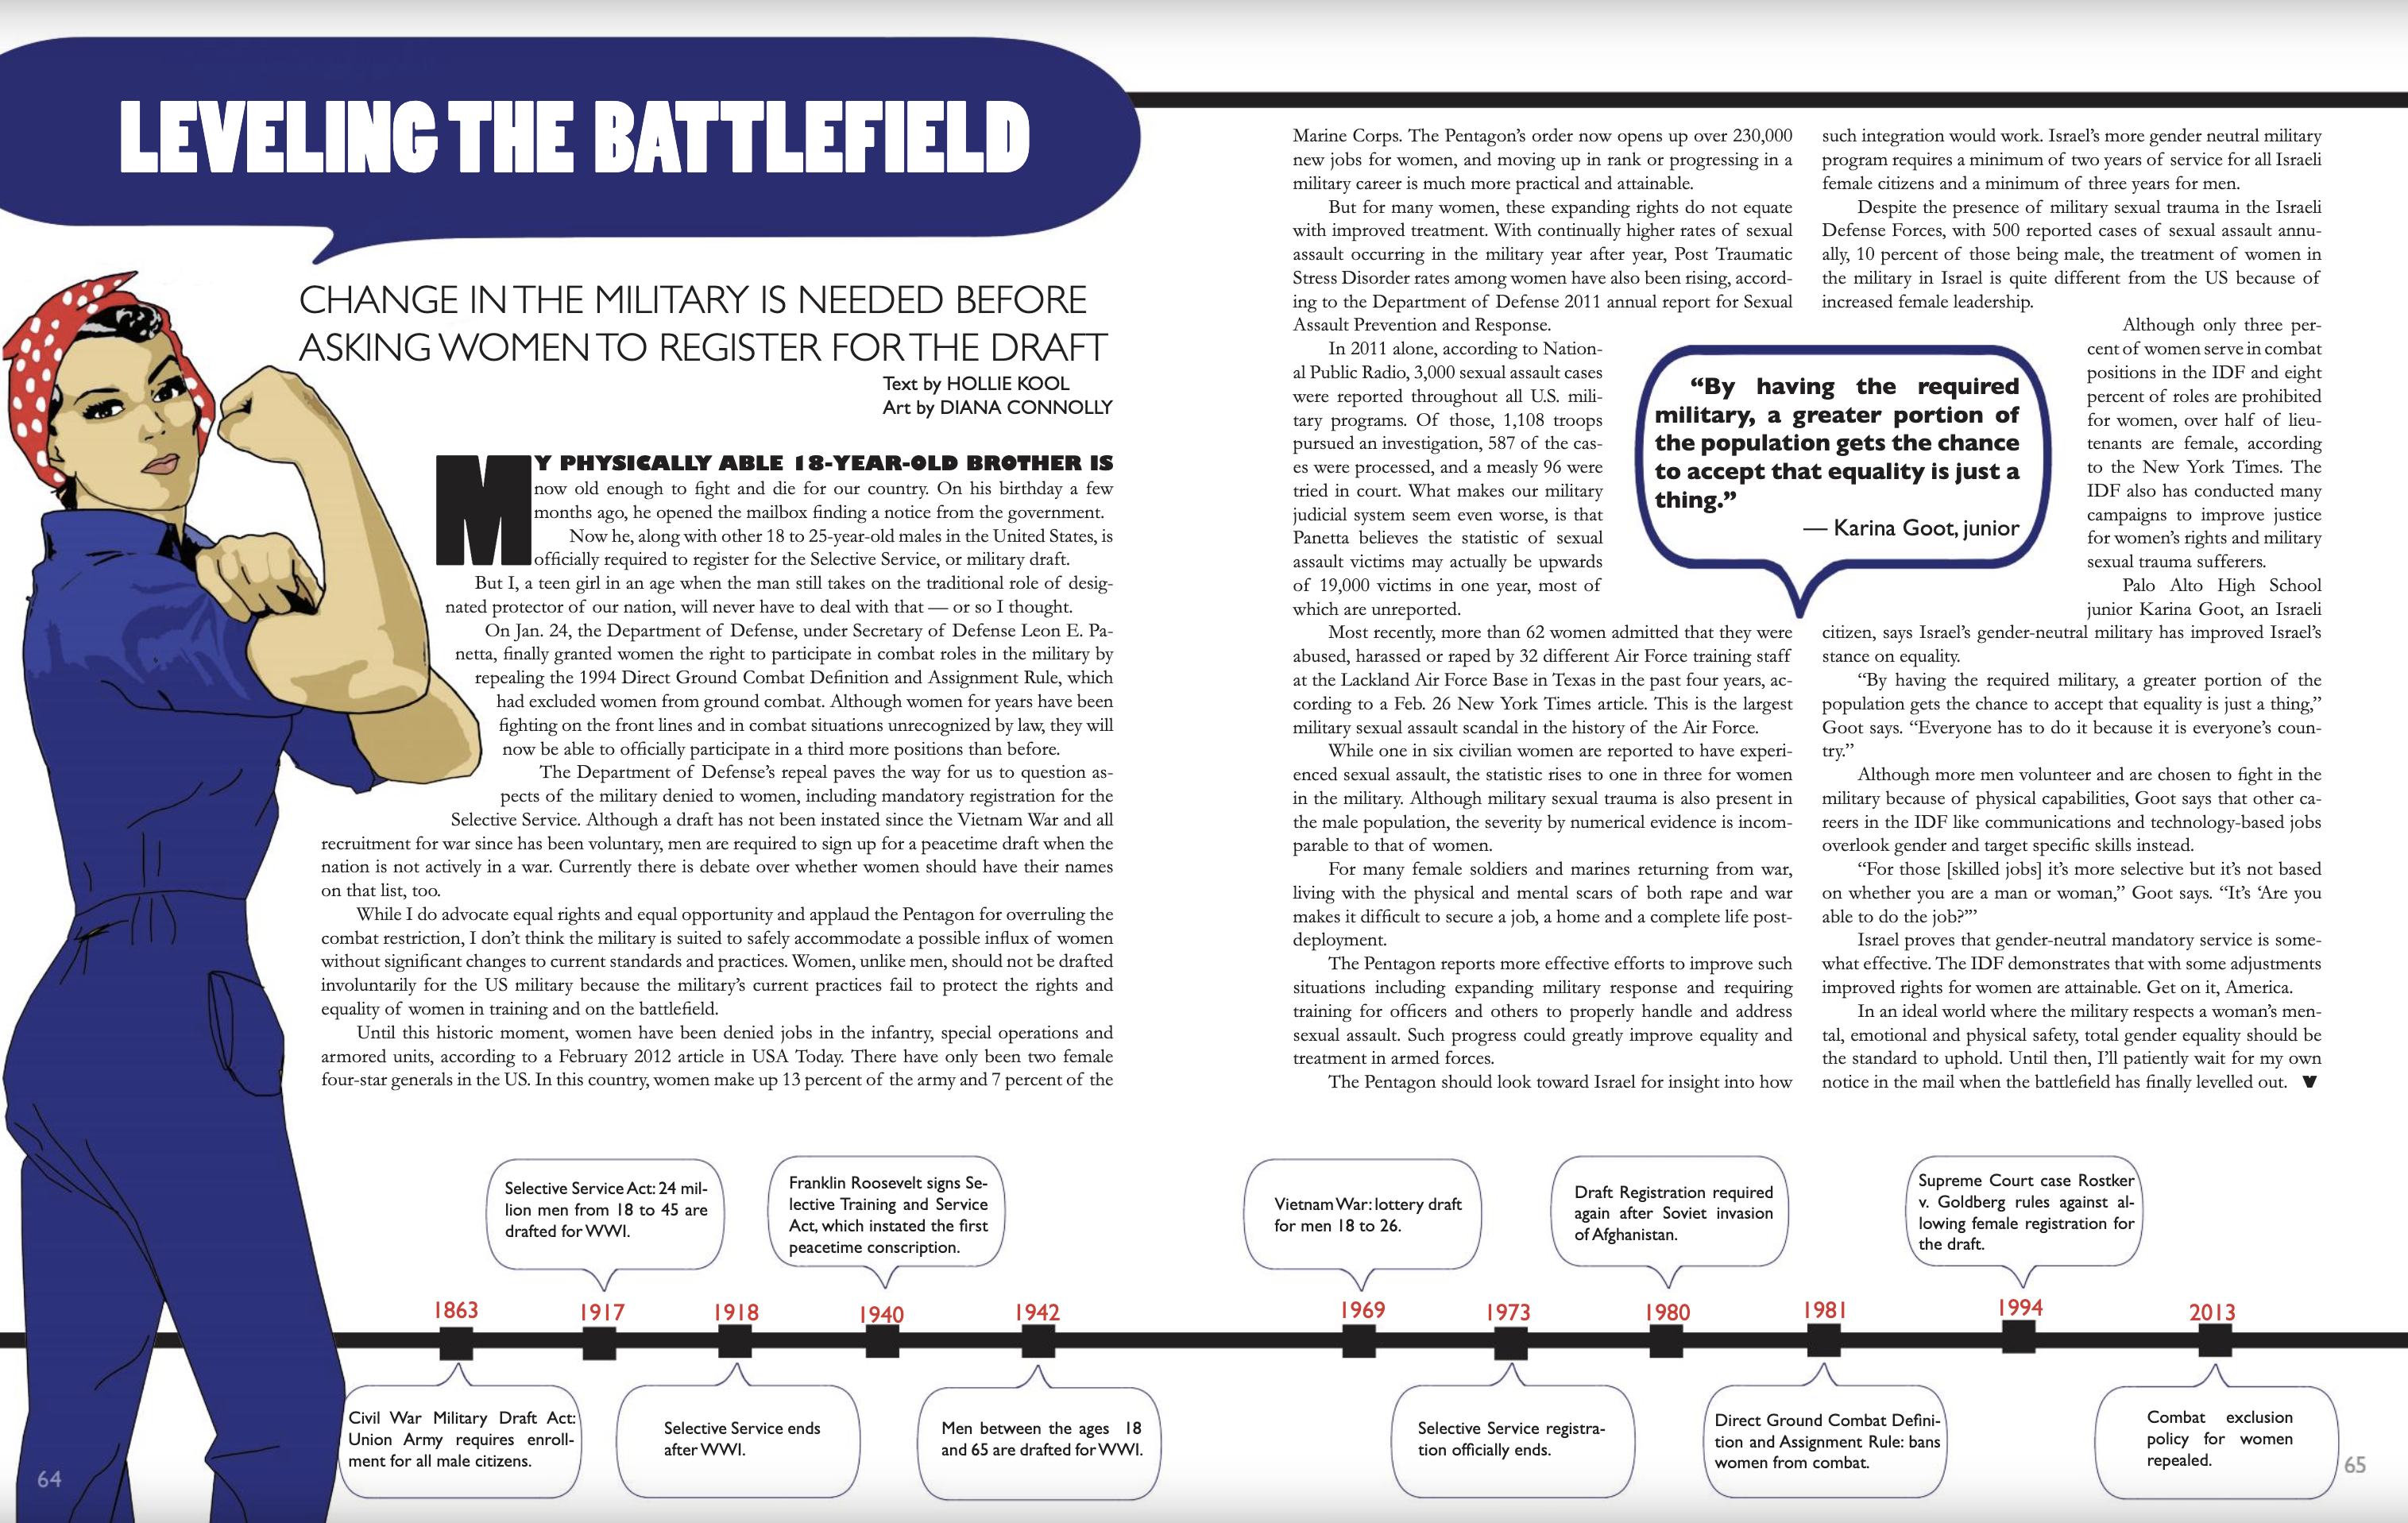 LEVELING THE BATTLEFIELD
CHANGE IN THE MILITARY IS NEEDED BEFORE
ASKING WOMEN TO REGISTER FOR THE DRAFT
Text by HOLLIE KOOL
Art by DIANA CONNOLLY
MY PHYSICALLY ABLE 18-YEAR-OLD BROTHER IS
now old enough to fight and die for our country. On his birthday a few
months ago, he opened the mailbox finding a notice from the government.
Now he, along with other 18 to 25-year-old males in the United States, is
officially required to register for the Selective Service, or military draft.
But I, a teen girl in an age when the man still takes on the traditional role of desig-
nated protector of our nation, will never have to deal with that — or so I thought.
On Jan. 24, the Department of Defense, under Secretary of Defense Leon E. Pa-
netta, finally granted women the right to participate in combat roles in the military by
repealing the 1994 Direct Ground Combat Definition and Assignment Rule, which
had excluded women from ground combat. Although women for years have been
fighting on the front lines and in combat situations unrecognized by law, they will
now be able to officially participate in a third more positions than before.
The Department of Defense's repeal paves the way for us to question as-
pects of the military denied to women, including mandatory registration for the
Selective Service. Although a draft has not been instated since the Vietnam War and all
recruitment for war since has been voluntary, men are required to sign up for a peacetime draft when the
nation is not actively in a war. Currently there is debate over whether women should have their names
on that list, too.
While I do advocate equal rights and equal opportunity and applaud the Pentagon for overruling the
combat restriction, I don't think the military is suited to safely accommodate a possible influx of women
without significant changes to current standards and practices. Women, unlike men, should not be drafted
involuntarily for the US military because the military's current practices fail to protect the rights and
equality of women in training and on the battlefield.
Until this historic moment, women have been denied jobs in the infantry, special operations and
armored units, according to a February 2012 article in USA Today. There have only been two female
four-star generals in the US. In this country, women make up 13 percent of the army and 7 percent of the
Marine Corps. The Pentagon's order now opens up over 230,000
new jobs for women, and moving up in rank or progressing in a
military career is much more practical and attainable.
But for many women, these expanding rights do not equate
with improved treatment. With continually higher rates of sexual
assault occurring in the military year after year, Post Traumatic
Stress Disorder rates among women have also been rising, accord-
ing to the Department of Defense 2011 annual report for Sexual
Assault Prevention and Response.
In 2011 alone, according to Nation-
al Public Radio, 3,000 sexual assault cases
were reported throughout all U.S. mili-
tary programs. Of those, 1,108 troops
pursued an investigation, 587 of the cas-
es were processed, and a measly 96 were
tried in court. What makes our military
judicial system seem even worse, is that
Panetta believes the statistic of sexual
assault victims may actually be upwards
of 19,000 victims in one year, most of
which are unreported.
Most recently, more than 62 women admitted that they were
abused, harassed or raped by 32 different Air Force training staff
at the Lackland Air Force Base in Texas in the past four years, ac-
cording to a Feb. 26 New York Times article. This is the largest
military sexual assault scandal in the history of the Air Force.
While one in six civilian women are reported to have experi-
enced sexual assault, the statistic rises to one in three for women
in the military. Although military sexual trauma is also present in
the male population, the severity by numerical evidence is incom-
parable to that of women.
For many female soldiers and marines returning from war,
living with the physical and mental scars of both rape and war
makes it difficult to secure a job, a home and a complete life post-
deployment.
The Pentagon reports more effective efforts to improve such
situations including expanding military response and requiring
training for officers and others to properly handle and address
sexual assault. Such progress could greatly improve equality and
treatment in armed forces.
The Pentagon should look toward Israel for insight into how
such integration would work. Israel's more gender neutral military
program requires a minimum of two years of service for all Israeli
female citizens and a minimum of three years for men.
Despite the presence of military sexual trauma in the Israeli
Defense Forces, with 500 reported cases of sexual assault annu-
ally, 10 percent of those being male, the treatment of women in
the military in Israel is quite different from the US because of
increased female leadership.
Although only three per-
cent of women serve in combat
positions in the IDF and eight
percent of roles are prohibited
for women, over half of lieu-
tenants are female, according
to the New York Times. The
IDF also has conducted many
campaigns to improve justice
for women's rights and military
sexual trauma sufferers.
Palo Alto High School
junior Karina Goot, an Israeli
citizen, says Israel's gender-neutral military has improved Israel's
stance on equality.
"By having the required military, a greater portion of the
population gets the chance to accept that equality is just a thing,"
Goot says. "Everyone has to do it because it is everyone's coun-
try."
Although more men volunteer and are chosen to fight in the
military because of physical capabilities, Goot says that other ca-
reers in the IDF like communications and technology-based jobs
overlook gender and target specific skills instead.
"For those [skilled jobs] it's more selective but it's not based
on whether you are a man or woman," Goot says. "It's 'Are you
able to do the job?'"
Israel proves that gender-neutral mandatory service is some-
what effective. The IDF demonstrates that with some adjustments
improved rights for women are attainable. Get on it, America.
In an ideal world where the military respects a woman's men-
tal, emotional and physical safety, total gender equality should be
the standard to uphold. Until then, I'll patiently wait for my own
notice in the mail when the battlefield has finally levelled out. V
"By having the required
military, a greater portion of
the population gets the chance
to accept that equality is just a
thing."
— Karina Goot, junior
1863
Civil War Military Draft Act:
Union Army requires enroll-
ment for all male citizens.
Selective Service Act: 24 mil-
lion men from 18 to 45 are
drafted for WWI.
1917
1918
Selective Service ends
after WWI.
Franklin Roosevelt signs Se-
lective Training and Service
Act, which instated the first
peacetime conscription.
1940
1942
Men between the ages 18
and 65 are drafted for WWI.
Vietnam War: lottery draft
for men 18 to 26.
1969
1973
Selective Service registra-
tion officially ends.
Draft Registration required
again after Soviet invasion
of Afghanistan.
1980
1981
Direct Ground Combat Defini-
tion and Assignment Rule: bans
women from combat.
Supreme Court case Rostker
v. Goldberg rules against al-
lowing female registration for
the draft.
1994
2013
Combat exclusion
policy for women
repealed.
64
65